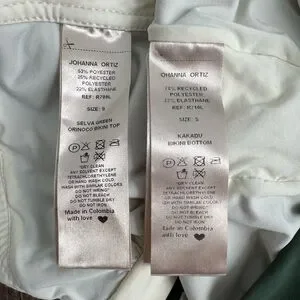 JOHANNA ORTIZ
53% POLYESTER
25% RECYCLED
POLYESTER
22% ELASTHANE
SIZE: S
SELVA GREEN
ORINOCO BIKINI TOP
DRY CLEAN
ANY SOLVENT EXCEPT
TETRACHLORETHYLENE
OR HAND WASH COLD
WASH WITH SIMILAR COLORS
DO NOT WRING
DO NOT BLEACH
DO NOT TUMBLE DRY
DO NOT IRON
Made in Colombia
with love
OHANNA ORTIZ
RECYCLED
POLYESTER
22% ELASTHANE
SIZE: S
KAKADU
BIKINI BOTTOM
DRY CLEAN
ANY SOLVENT EXCEPT
TETRACHLORETHYLENE
OR HAND WASH COLD
WASH WITH SIMILAR COLORS
DO NOT WRING
DO NOT BLEACH
DO NOT TUMBLE DRY
DO NOT IRON
Made in Colombia
with love